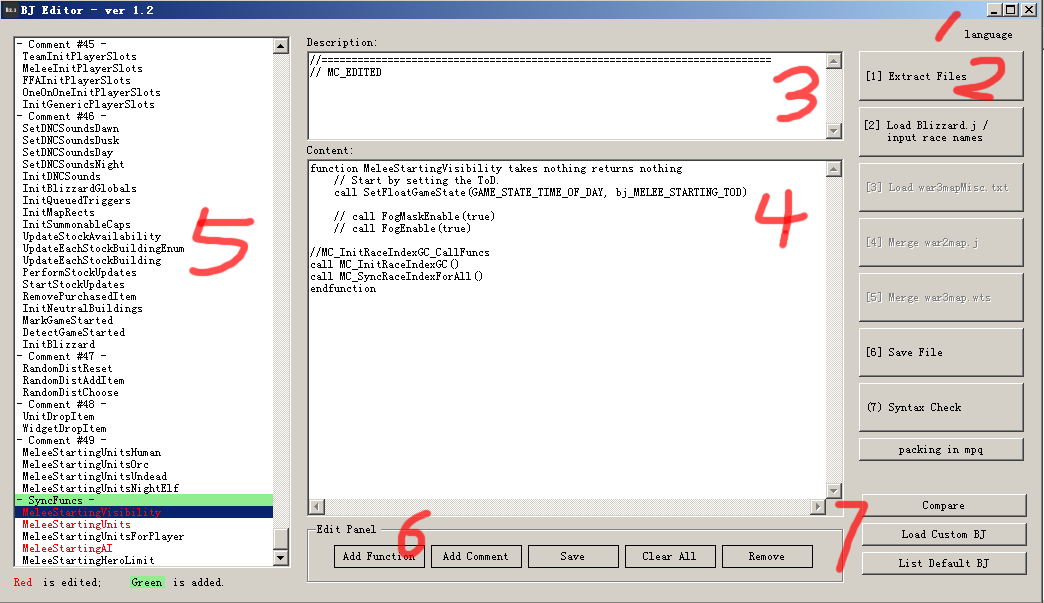 BJ Editor - ver 1.2
1
language
- Comment #45 -
TeamInitPlayerSlots
MeleeInitPlayerSlots
FFAInitPlayerSlots
OneOnOneInitPlayerSlots
InitGenericPlayerSlots
- Comment #46 -
SetDNCSoundsDawn
SetDNCSoundsDusk
SetDNCSoundsDay
SetDNCSoundsNight
InitDNCSounds
InitBlizzardGlobals
InitQueuedTriggers
InitMapRects
InitSummonableCaps
UpdateStockAvailability
UpdateEachStockBuildingEnum
UpdateEachStockBuilding
PerformStockUpdates
StartStockUpdates
RemovePurchasedItem
InitNeutralBuildings
MarkGameStarted
DetectGameStarted
InitBlizzard
- Comment #47 -
RandomDistReset
RandomDistAddItem
RandomDistChoose
- Comment #48 -
UnitDropItem
WidgetDropItem
- Comment #49 -
MeleeStartingUnitsHuman
MeleeStartingUnitsOrc
MeleeStartingUnitsUndead
MeleeStartingUnitsNightElf
- SyncFuncs -
MeleeStartingVisibility
MeleeStartingUnits
MeleeStartingUnitsForPlayer
MeleeStartingAI
MeleeStartingHeroLimit
5
Red is edited; Green is added.
Description:
//===========================================================================
// MC_EDITED
3
Content:
function MeleeStartingVisibility takes nothing returns nothing
// Start by setting the ToD.
call SetFloatGameState(GAME_STATE_TIME_OF_DAY, bj_MELEE_STARTING_TOD)
// call FogMaskEnable(true)
// call FogEnable(true)
//MC_InitRaceIndexGC_CallFuncs
call MC_InitRaceIndexGC()
call MC_SyncRaceIndexForAll()
endfunction
4
Edit Panel
6
Add Function
Add Comment
Save
Clear All
Remove
[1] Extract Files
2
[2] Load Blizzard.j /
input race names
[3] Load war3mapMisc.txt
[4] Merge war2map.j
[5] Merge war3map.wts
[6] Save File
(7) Syntax Check
packing in mpq
7
Compare
Load Custom BJ
List Default BJ